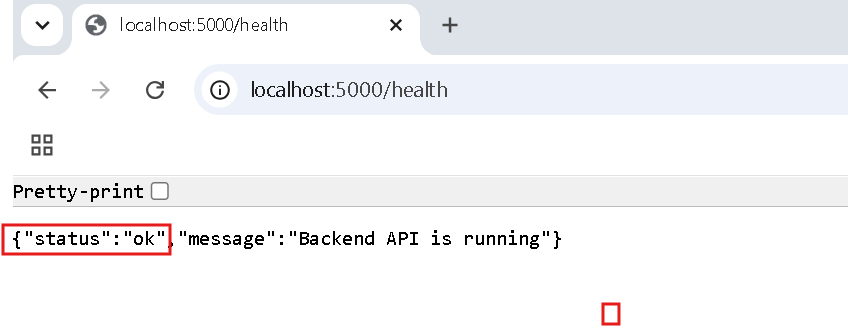 localhost:5000/health
localhost:5000/health
Pretty-print
{"status":"ok","message":"Backend API is running"}